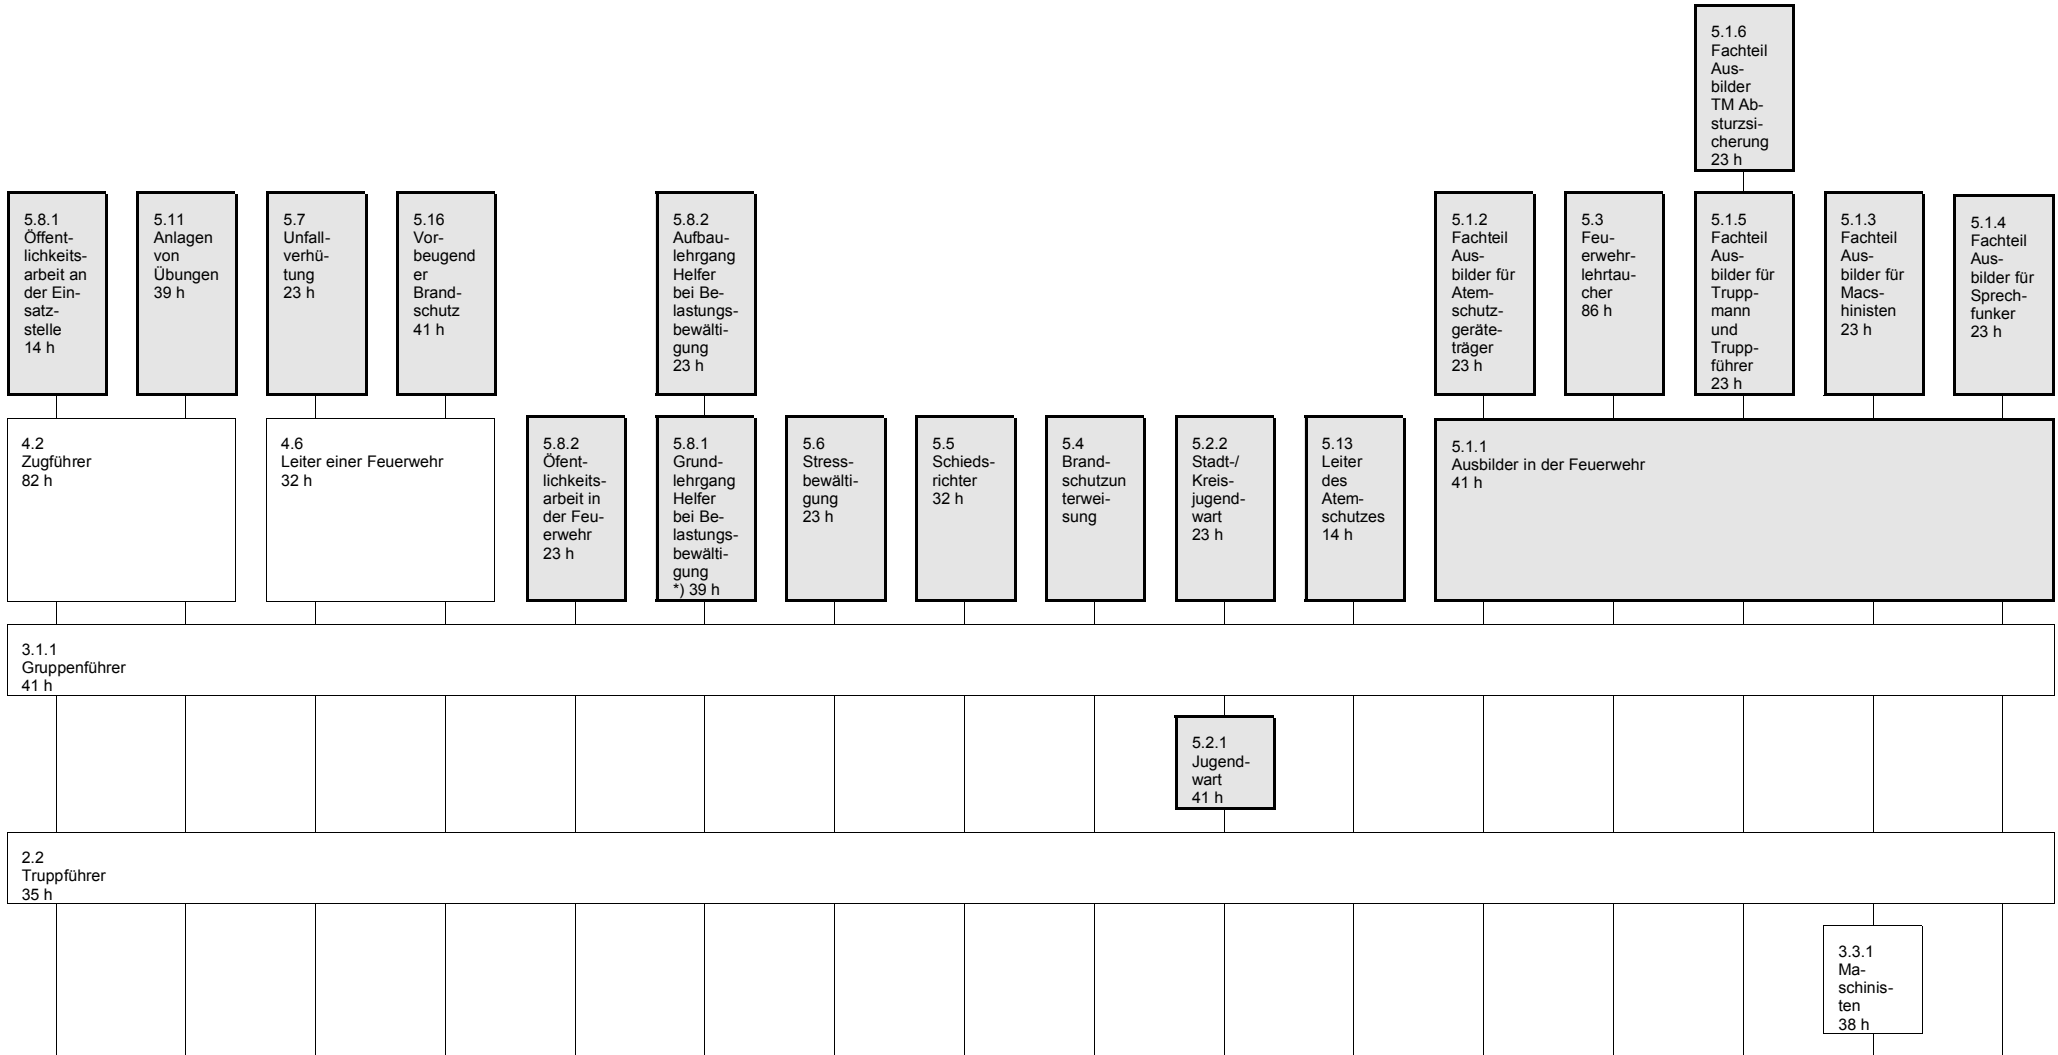 5.1.6
Fachteil
Aus-
bilder
TM Ab-
sturzsi-
cherung
23 h
5.8.1
Öffent-
lichkeits-
arbeit an
der Ein-
satz-
stelle
14 h
5.11
Anlagen
von
Übungen
39 h
5.7
Unfall-
verhü-
tung
23 h
5.16
Vor-
beugend
er
Brand-
schutz
41 h
5.8.2
Aufbau-
lehrgang
Helfer
bei Be-
lastungs-
bewälti-
gung
23 h
5.1.2
Fachteil
Aus-
bilder für
Atem-
schutz-
geräte-
träger
23 h
5.3
Feu-
erwehr-
lehrtau-
cher
86 h
5.1.5
Fachteil
Aus-
bilder für
Trupp-
mann
und
Trupp-
führer
23 h
5.1.3
Fachteil
Aus-
bilder für
Macs-
hinisten
23 h
5.1.4
Fachteil
Aus-
bilder für
Sprech-
funker
23 h
4.2
Zugführer
82 h
4.6
Leiter einer Feuerwehr
32 h
5.8.2
Öfent-
lichkeits-
arbeit in
der Feu-
erwehr
23 h
5.8.1
Grund-
lehrgang
Helfer
bei Be-
lastungs-
bewälti-
gung
*) 39 h
5.6
Stress-
bewälti-
gung
23 h
5.5
Schieds-
richter
32 h
5.4
Brand-
schutzun
terwei-
sung
5.2.2
Stadt-/
Kreis-
jugend-
wart
23 h
5.13
Leiter
des
Atem-
schutzes
14 h
5.1.1
Ausbilder in der Feuerwehr
41 h
3.1.1
Gruppenführer
41 h
5.2.1
Jugend-
wart
41 h
2.2
Truppführer
35 h
3.3.1
Ma-
schinis-
ten
38 h